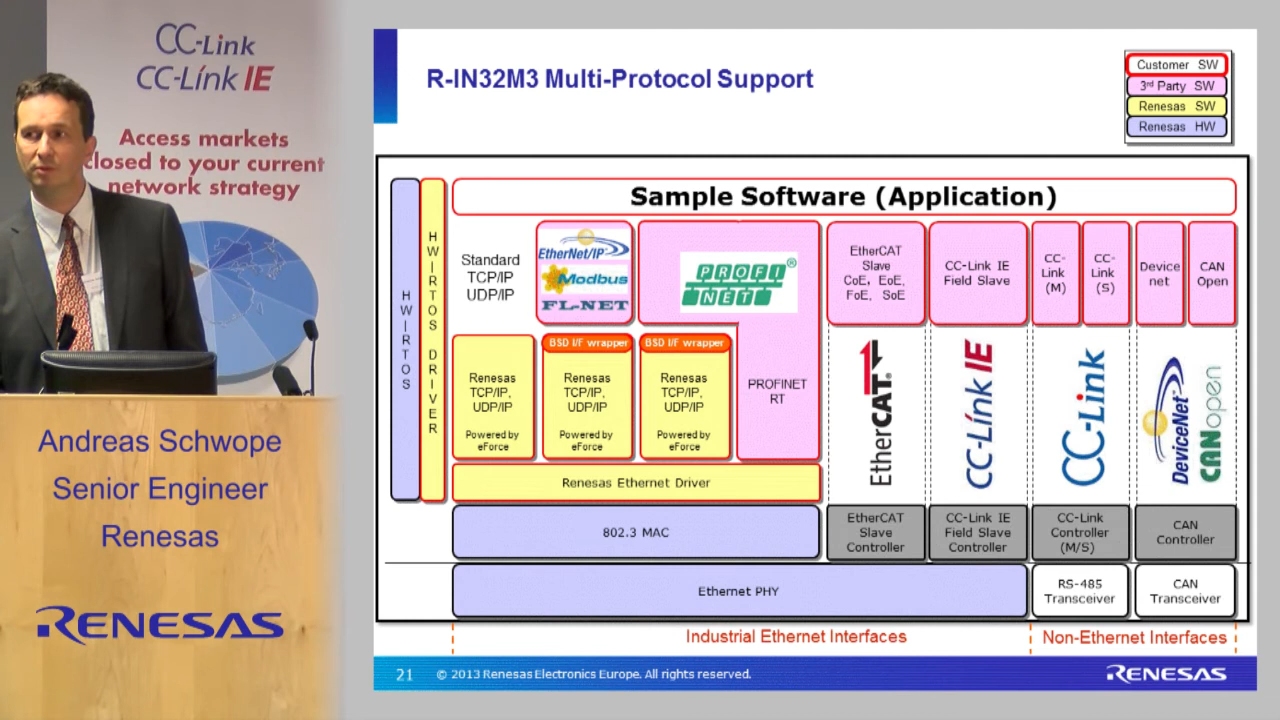 CC-Link
CC-Link IE
Access markets
closed to your current
network strategy
Andreas Schwope
Senior Engineer
Renesas
RENESAS
R-IN32M3 Multi-Protocol Support
Customer SW
3rd Party SW
Renesas SW
Renesas HW
HWIRTOS
HWIRTOS DRIVER
Sample Software (Application)
Standard
TCP/IP
UDP/IP
EtherNet/IP
Modbus
FL-NET
PROFI
NET®
EtherCAT
Slave
CoE, EoE,
FoE, SoE
CC-Link IE
Field Slave
CC-
Link
(M)
CC-
Link
(S)
Device
net
CAN
Open
BSD I/F wrapper
BSD I/F wrapper
Renesas
TCP/IP,
UDP/IP
Powered by
eForce
Renesas
TCP/IP,
UDP/IP
Powered by
eForce
Renesas
TCP/IP,
UDP/IP
Powered by
eForce
PROFINET
RT
EtherCAT
CC-Link IE
CC-Link
DeviceNet
CANopen
Renesas Ethernet Driver
802.3 MAC
EtherCAT
Slave
Controller
CC-Link IE
Field Slave
Controller
CC-Link
Controller
(M/S)
CAN
Controller
Ethernet PHY
RS-485
Transceiver
CAN
Transceiver
Industrial Ethernet Interfaces
Non-Ethernet Interfaces
21 © 2013 Renesas Electronics Europe. All rights reserved.
RENESAS